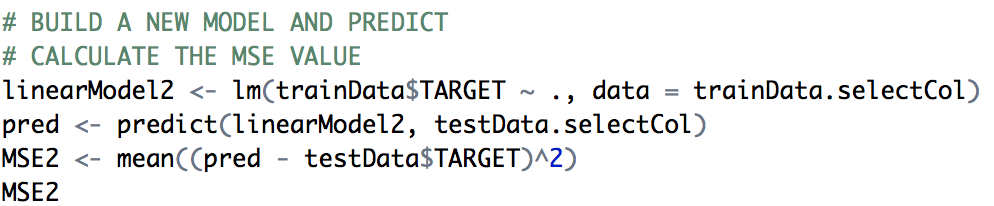 # BUILD A NEW MODEL AND PREDICT
# CALCULATE THE MSE VALUE
linearModel2 <- lm(trainData$TARGET ~ ., data = trainData.selectCol)
pred <- predict(linearModel2, testData.selectCol)
MSE2 <- mean((pred - testData$TARGET)^2)
MSE2